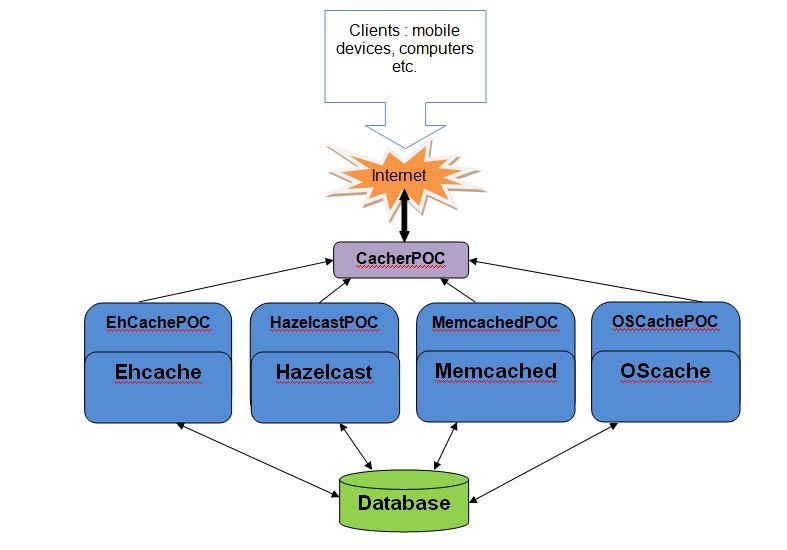 Clients : mobile
devices, computers
etc.
Internet
CacherPOC
EhCachePOC
HazelcastPOC
MemcachedPOC
OSCachePOC
Ehcache
Hazelcast
Memcached
OScache
Database